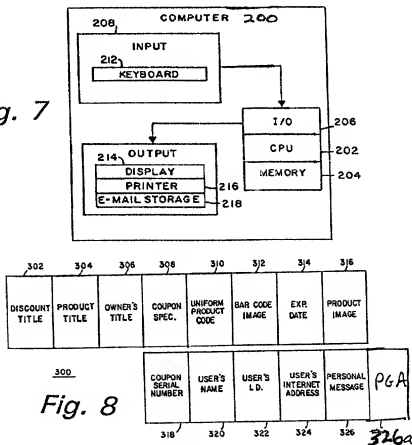 COMPUTER 200
208
INPUT
212
KEYBOARD
Fig. 7
I/O
206
OUTPUT
CPU
202
214
DISPLAY
MEMORY
204
PRINTER
216
E-MAIL STORAGE
218
302 304 306 308 310 312 314 316
DISCOUNT TITLE
PRODUCT TITLE
OWNER'S TITLE
COUPON SPEC.
UNIFORM PRODUCT CODE
BAR CODE IMAGE
EXP. DATE
PRODUCT IMAGE
300
Fig. 8
COUPON SERIAL NUMBER
USER'S NAME
USER'S I.D.
USER'S INTERNET ADDRESS
PERSONAL MESSAGE
PGA
318 320 322 324 326 326a